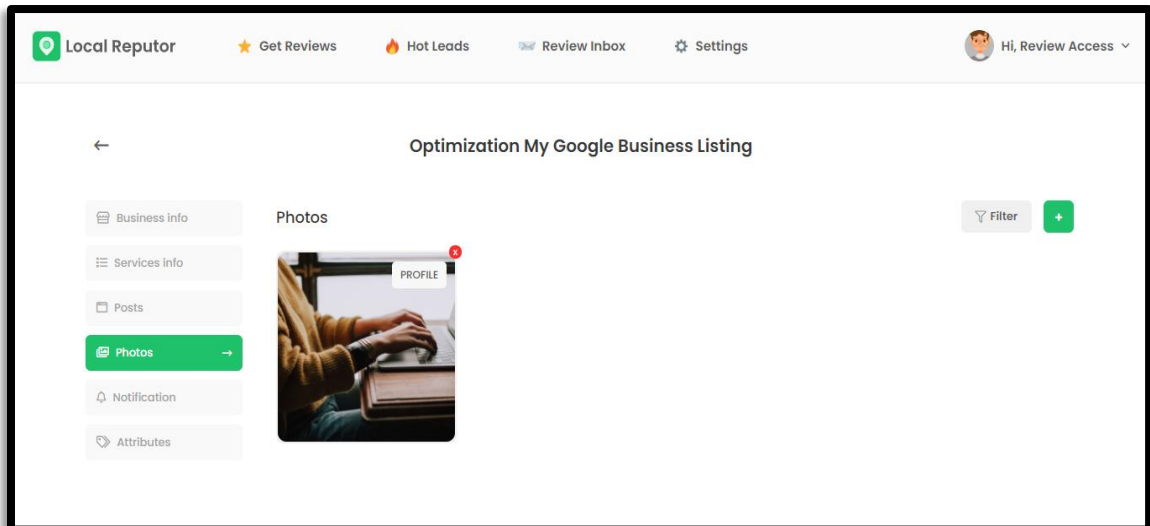 Local Reputor
Get Reviews
Hot Leads
Review Inbox
Settings
Hi, Review Access
Optimization My Google Business Listing
Business info
Services info
Posts
Photos
Notification
Attributes
Photos
Filter
+
x
PROFILE